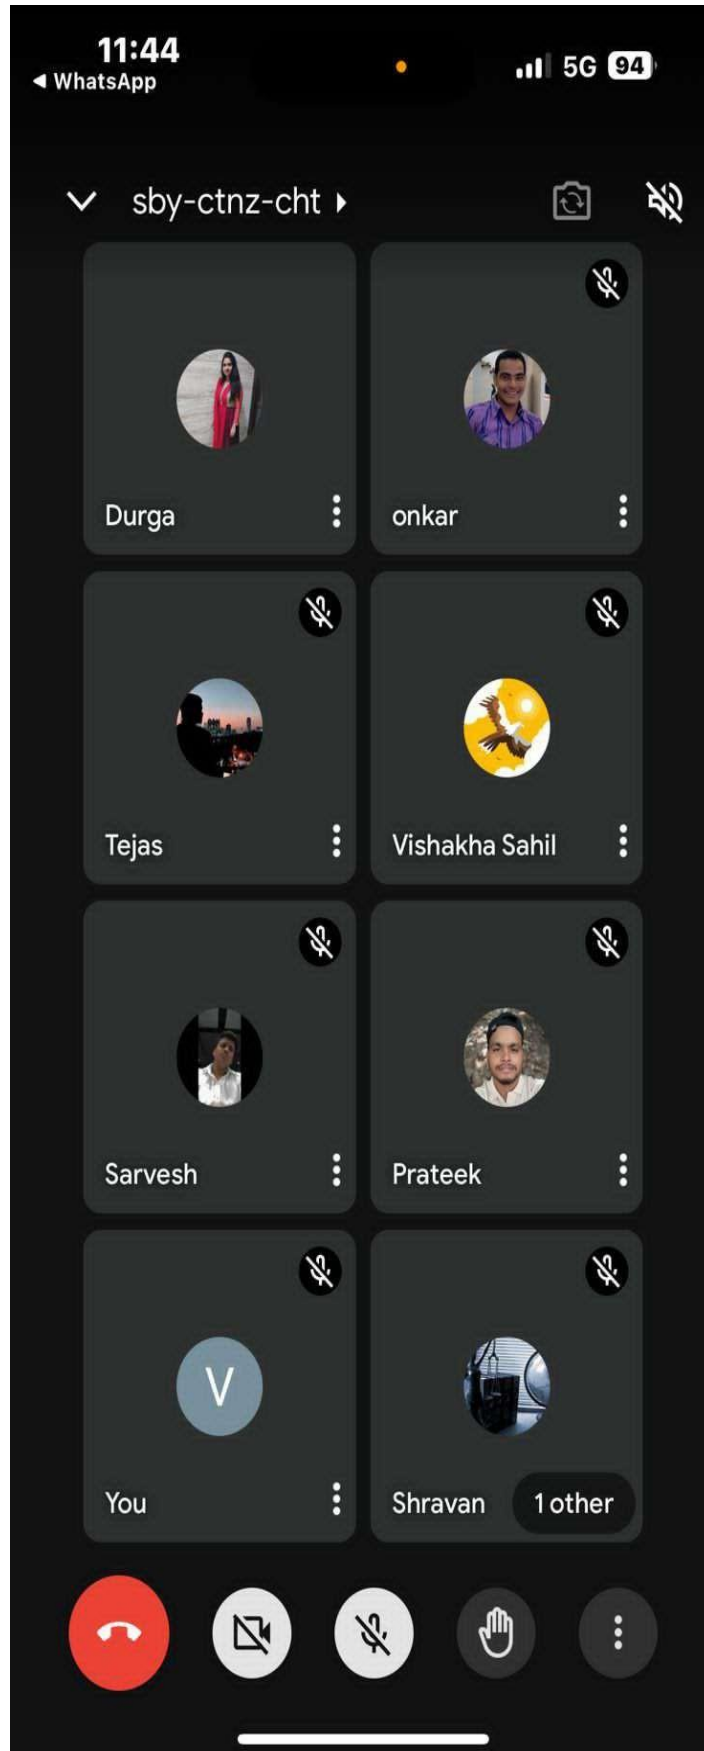 11:44
5G 94
◀ WhatsApp
sby-ctnz-cht
Durga
onkar
Tejas
Vishakha Sahil
Sarvesh
Prateek
V
You
Shravan
1 other